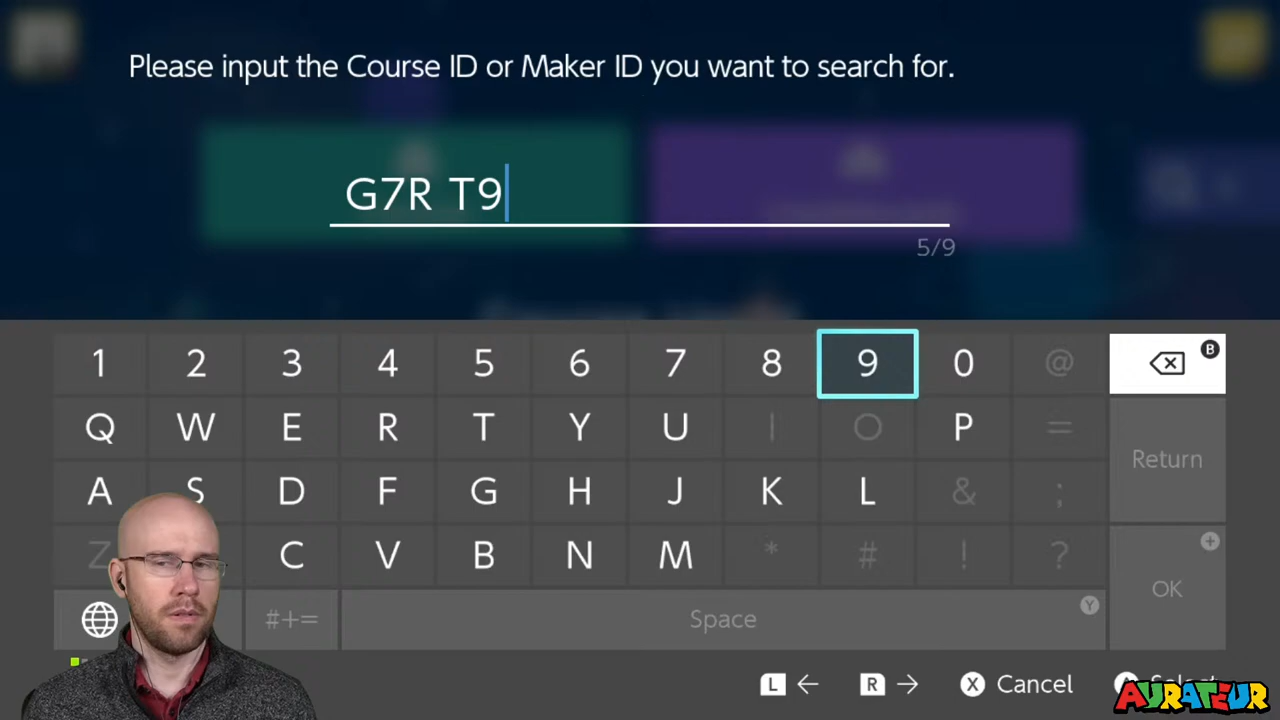 Please input the Course ID or Maker ID you want to search for.
G7R T9
5/9
1 2 3 4 5 6 7 8 9 0 @ B
Q W E R T Y U I O P =
Return
A S D F G H J K L & ;
Z C V B N M * # ! ? +
OK
#+= Space Y
L ← R → X Cancel Select
AURATEUR